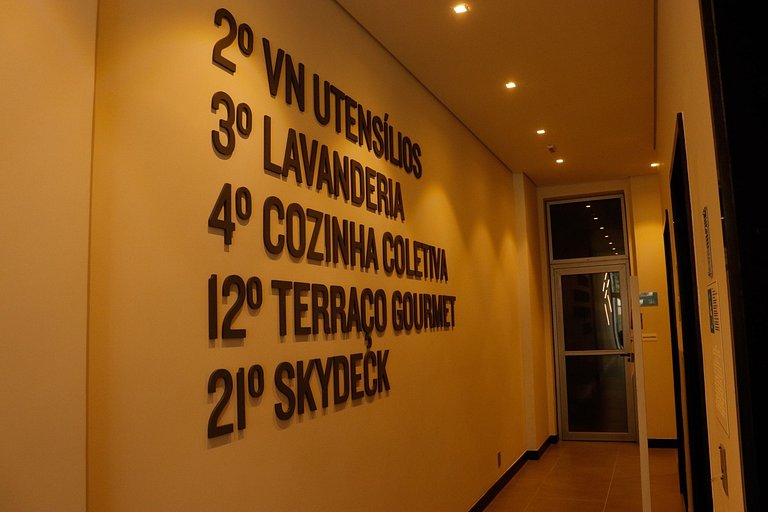 2º VN UTENSÍLIOS
3º LAVANDERIA
4º COZINHA COLETIVA
12º TERRAÇO GOURMET
21º SKYDECK